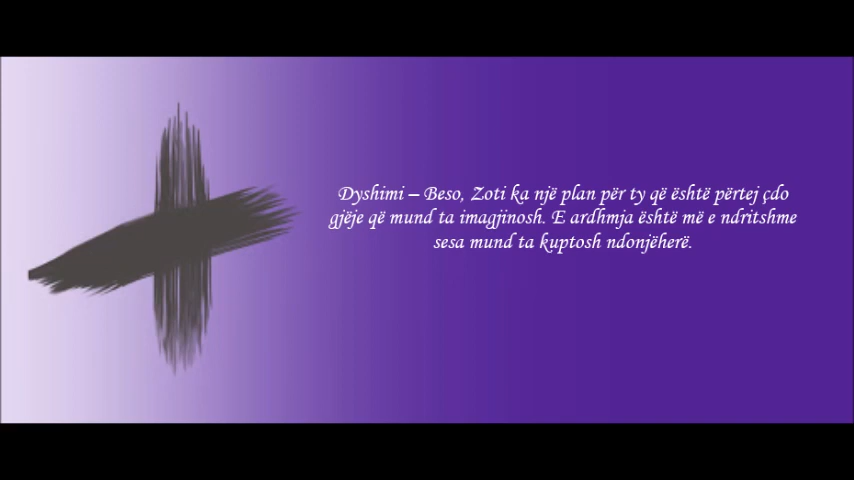 Dyshimi – Beso, Zoti ka një plan për ty që është përtej çdo
gjëje që mund ta imagjinosh. E ardhmja është më e ndritshme
sesa mund ta kuptosh ndonjëherë.